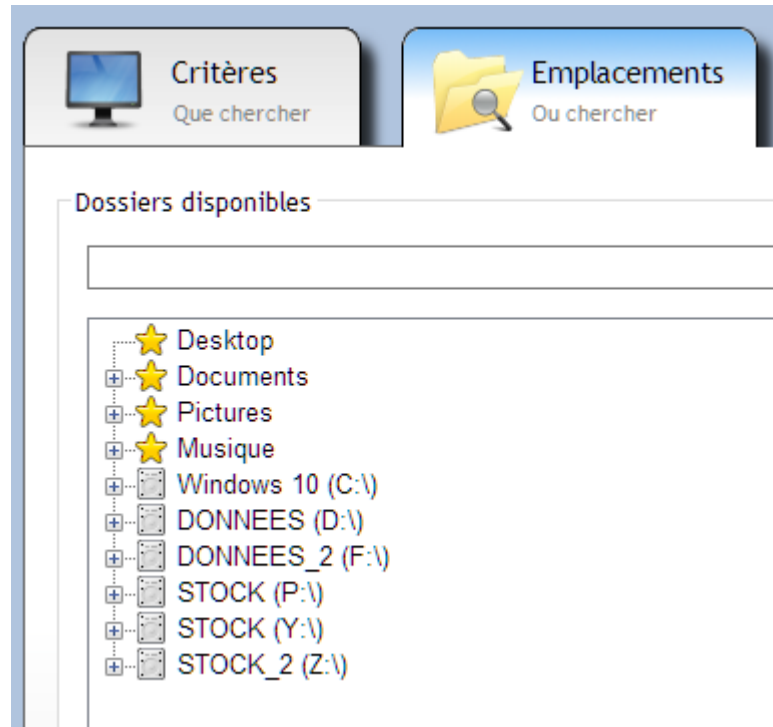 Critères
Que chercher
Emplacements
Ou chercher
Dossiers disponibles
Desktop
Documents
Pictures
Musique
Windows 10 (C:\)
DONNEES (D:\)
DONNEES_2 (F:\)
STOCK (P:\)
STOCK (Y:\)
STOCK_2 (Z:\)